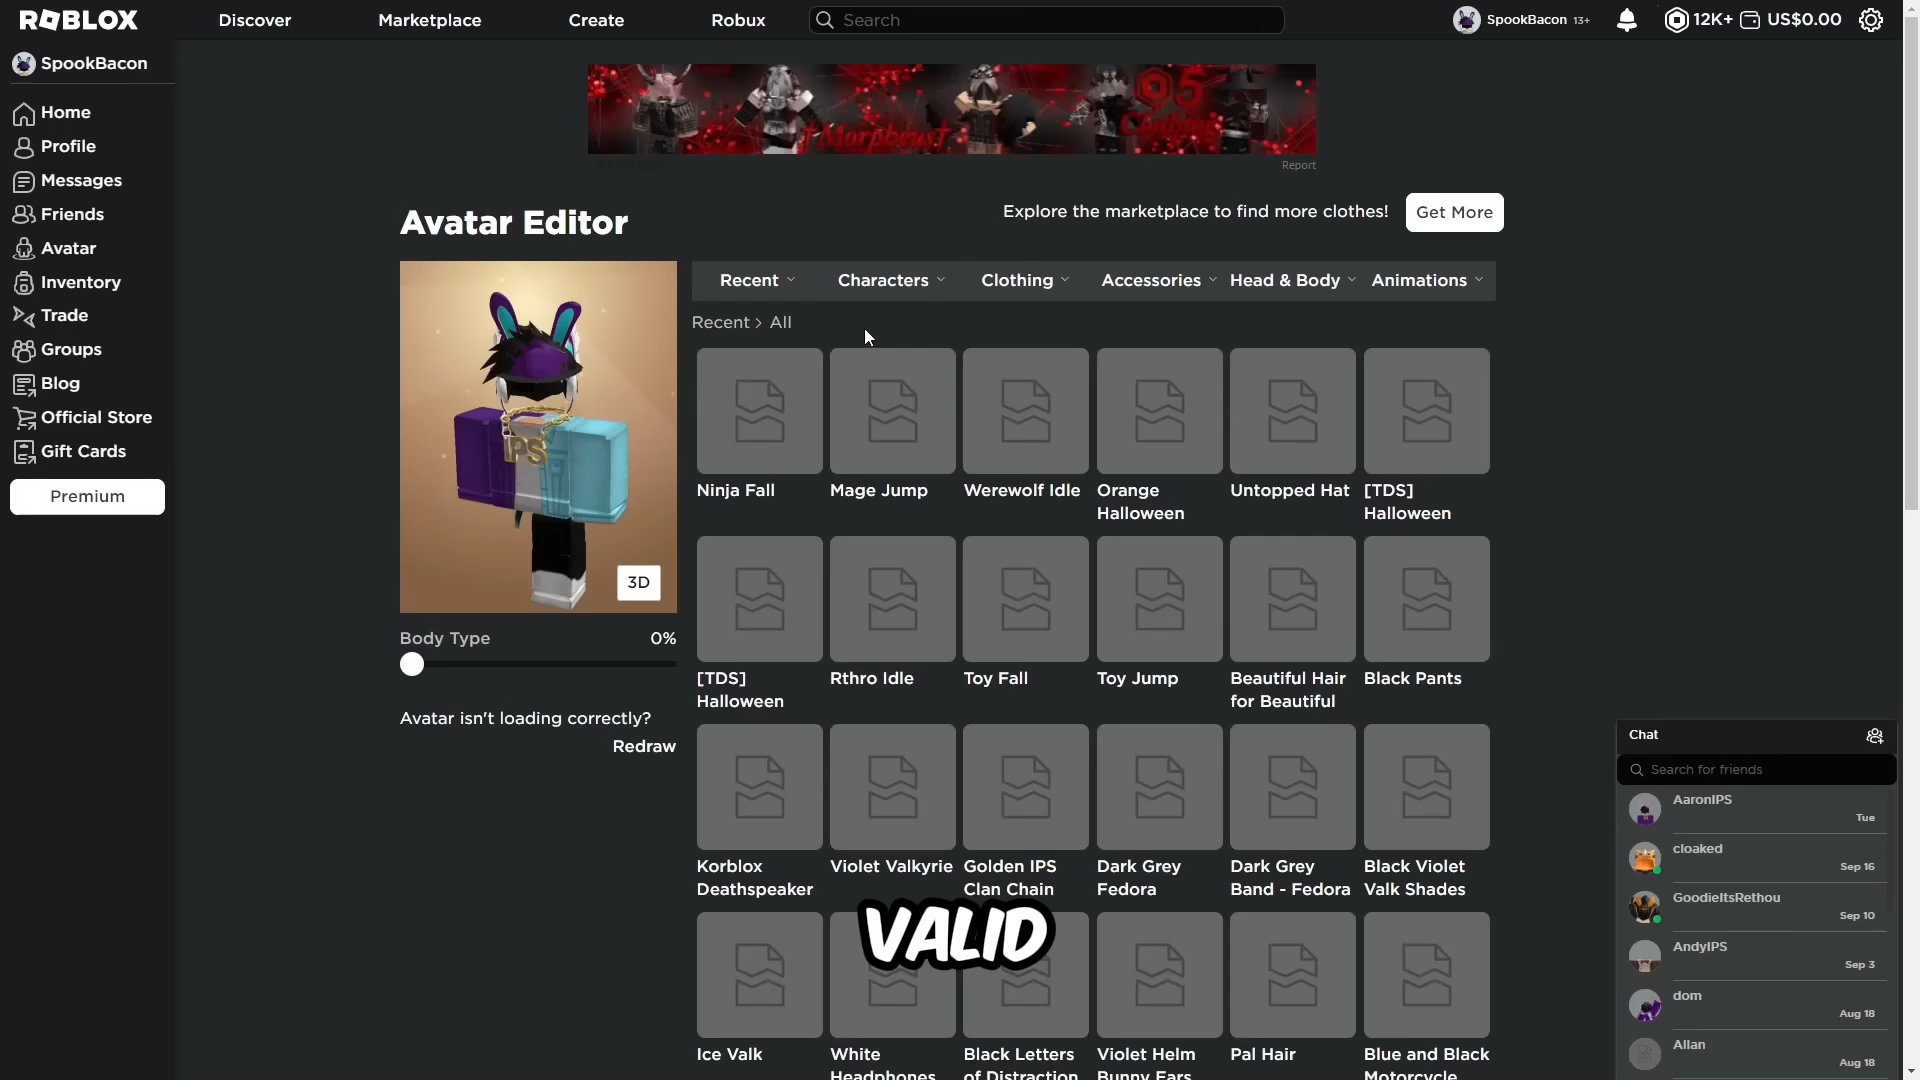 ROBLOX
Discover
Marketplace
Create
Robux
Search
SpookBacon 13+
12K+
US$0.00
SpookBacon
Home
Profile
Messages
Friends
Avatar
Inventory
Trade
Groups
Blog
Official Store
Gift Cards
Premium
5
Clothing
Report
Avatar Editor
Explore the marketplace to find more clothes!
Get More
Recent
Characters
Clothing
Accessories
Head & Body
Animations
Recent > All
PS
3D
Body Type 0%
Avatar isn't loading correctly?
Redraw
Ninja Fall
Mage Jump
Werewolf Idle
Orange
Halloween
Untopped Hat
[TDS]
Halloween
[TDS]
Halloween
Rthro Idle
Toy Fall
Toy Jump
Beautiful Hair
for Beautiful
Black Pants
Korblox
Deathspeaker
Violet Valkyrie
Golden IPS
Clan Chain
Dark Grey
Fedora
Dark Grey
Band - Fedora
Black Violet
Valk Shades
VALID
Ice Valk
White
Headphones
Black Letters
of Distraction
Violet Helm
Bunny Ears
Pal Hair
Blue and Black
Motorcycle
Chat
Search for friends
AaronIPS
Tue
cloaked
Sep 16
GoodieItsRethou
Sep 10
AndyIPS
Sep 3
dom
Aug 18
Allan
Aug 18